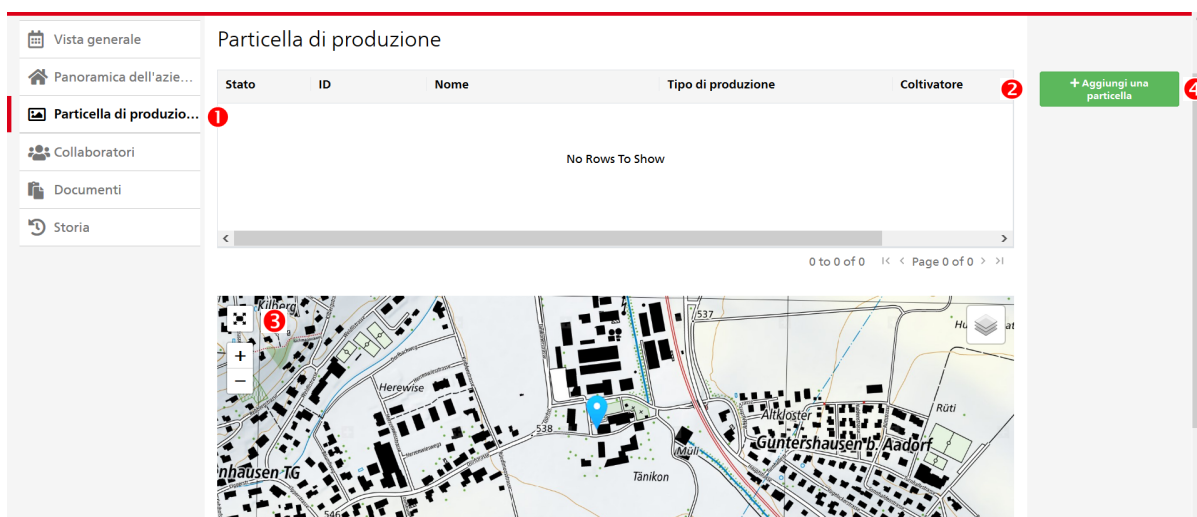 Vista generale
Panoramica dell'azie...
Particella di produzio...
Collaboratori
Documenti
Storia
Particella di produzione
Stato ID Nome Tipo di produzione Coltivatore
1
2
No Rows To Show
0 to 0 of 0 Page 0 of 0
+ Aggiungi una
particella
4
3
Kilberg
+
−
537
Herewise
538
Altkloster
Rüti
Guntershausen b. Aadorf
Müli
Tänikon
nhausen TG
546